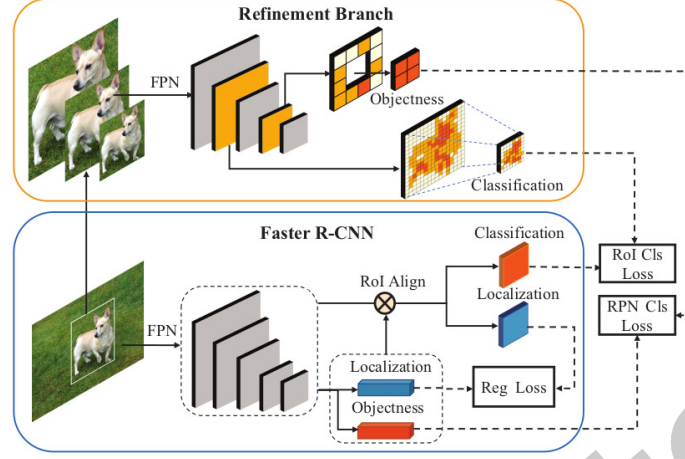 Refinement Branch
FPN
Objectness
Classification
Faster R-CNN
Classification
RoI Align
RoI Cls
Loss
Localization
RPN Cls
Loss
FPN
Localization
Reg Loss
Objectness